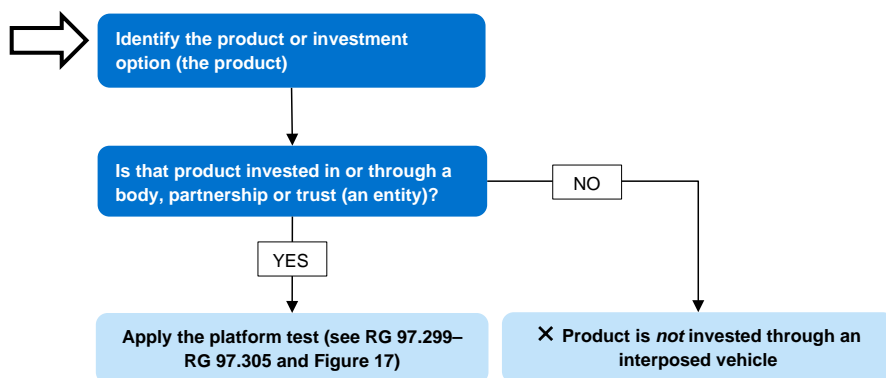 Identify the product or investment
option (the product)
Is that product invested in or through a
body, partnership or trust (an entity)?
NO
YES
Apply the platform test (see RG 97.299–
RG 97.305 and Figure 17)
✕ Product is not invested through an
interposed vehicle